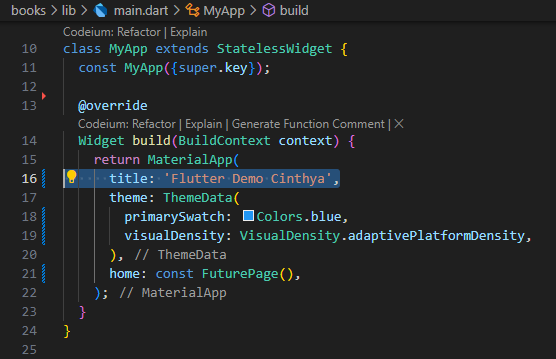 books > lib > main.dart > MyApp > build
Codeium: Refactor | Explain
10 class MyApp extends StatelessWidget {
11   const MyApp({super.key});
12
13   @override
Codeium: Refactor | Explain | Generate Function Comment | ×
14   Widget build(BuildContext context) {
15     return MaterialApp(
16       title: 'Flutter Demo Cinthya',
17       theme: ThemeData(
18         primarySwatch: Colors.blue,
19         visualDensity: VisualDensity.adaptivePlatformDensity,
20       ), // ThemeData
21       home: const FuturePage(),
22     ); // MaterialApp
23   }
24 }
25